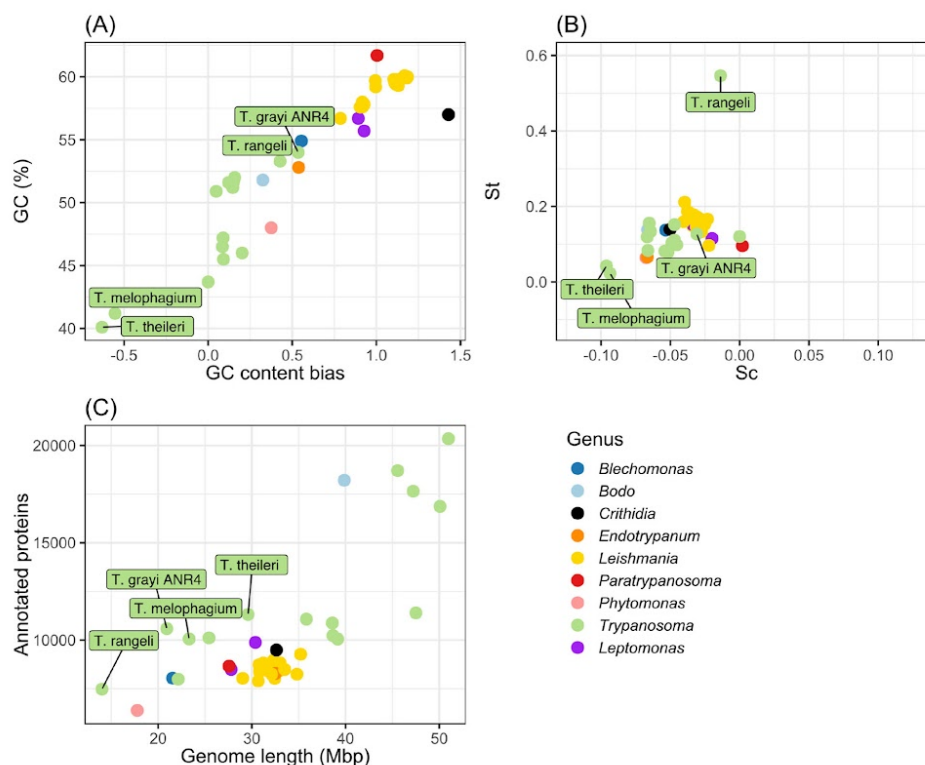 (A)
GC (%)
60
55
50
45
40
T. grayi ANR4
T. rangeli
T. melophagium
T. theileri
-0.5
0.0
0.5
1.0
1.5
GC content bias
(B)
St
0.6
0.4
0.2
0.0
T. rangeli
T. grayi ANR4
T. theileri
T. melophagium
-0.10
-0.05
0.00
0.05
0.10
Sc
(C)
Annotated proteins
20000
15000
10000
T. theileri
T. grayi ANR4
T. melophagium
T. rangeli
20
30
40
50
Genome length (Mbp)
Genus
Blechomonas
Bodo
Crithidia
Endotrypanum
Leishmania
Paratrypanosoma
Phytomonas
Trypanosoma
Leptomonas